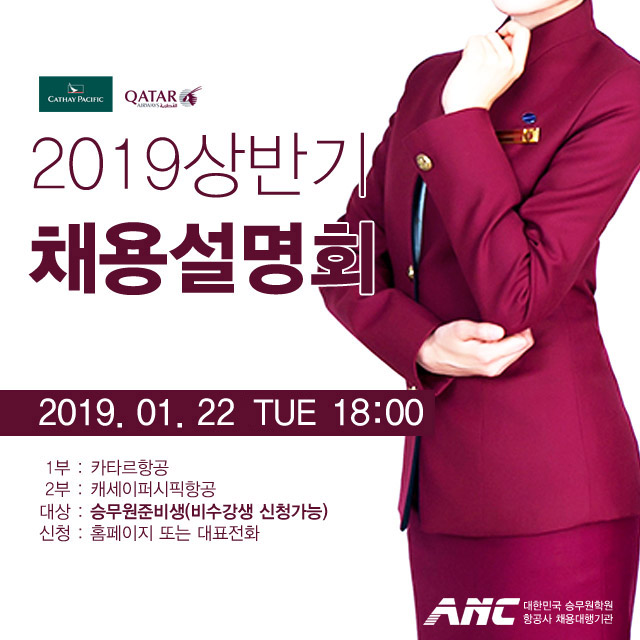 CATHAY PACIFIC
QATAR
AIRWAYS القطرية
2019상반기
채용설명회
2019. 01. 22 TUE 18:00
1부 : 카타르항공
2부 : 캐세이퍼시픽항공
대상 : 승무원준비생(비수강생 신청가능)
신청 : 홈페이지 또는 대표전화
ANC 대한민국 승무원학원
항공사 채용대행기관